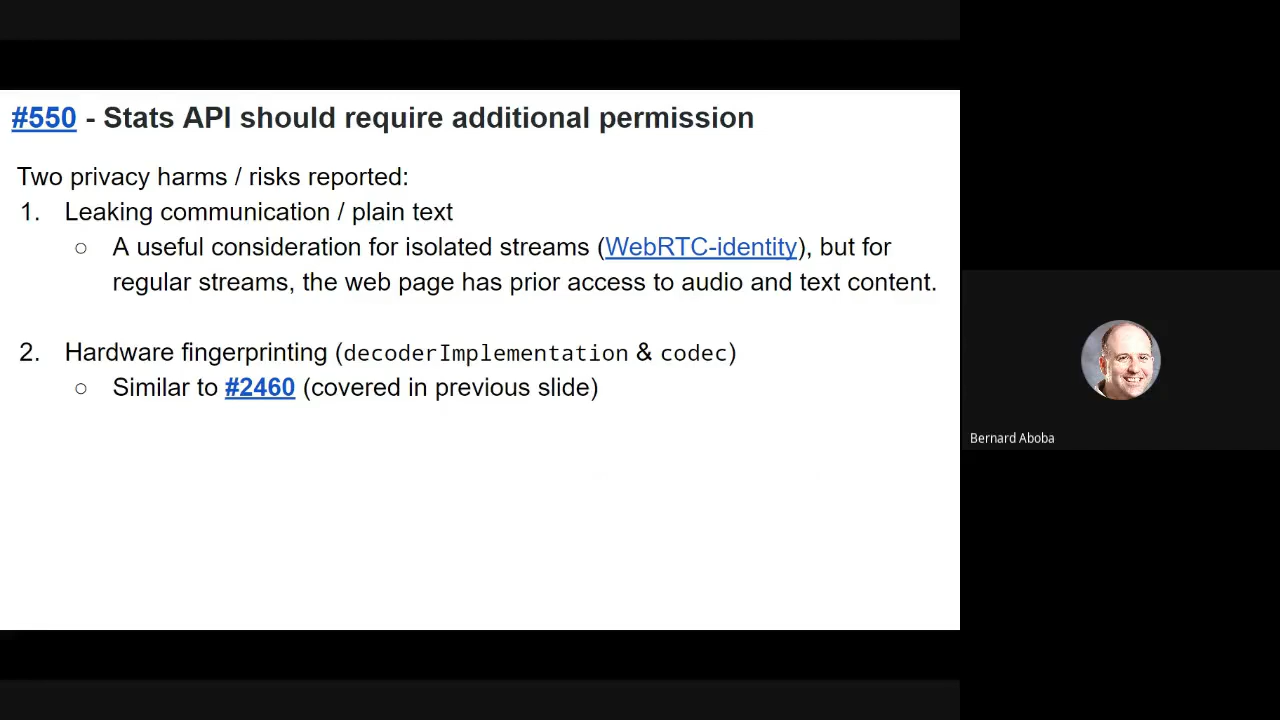 #550 - Stats API should require additional permission
Two privacy harms / risks reported:
1. Leaking communication / plain text
○ A useful consideration for isolated streams (WebRTC-identity), but for
regular streams, the web page has prior access to audio and text content.
2. Hardware fingerprinting (decoderImplementation & codec)
○ Similar to #2460 (covered in previous slide)
Bernard Aboba